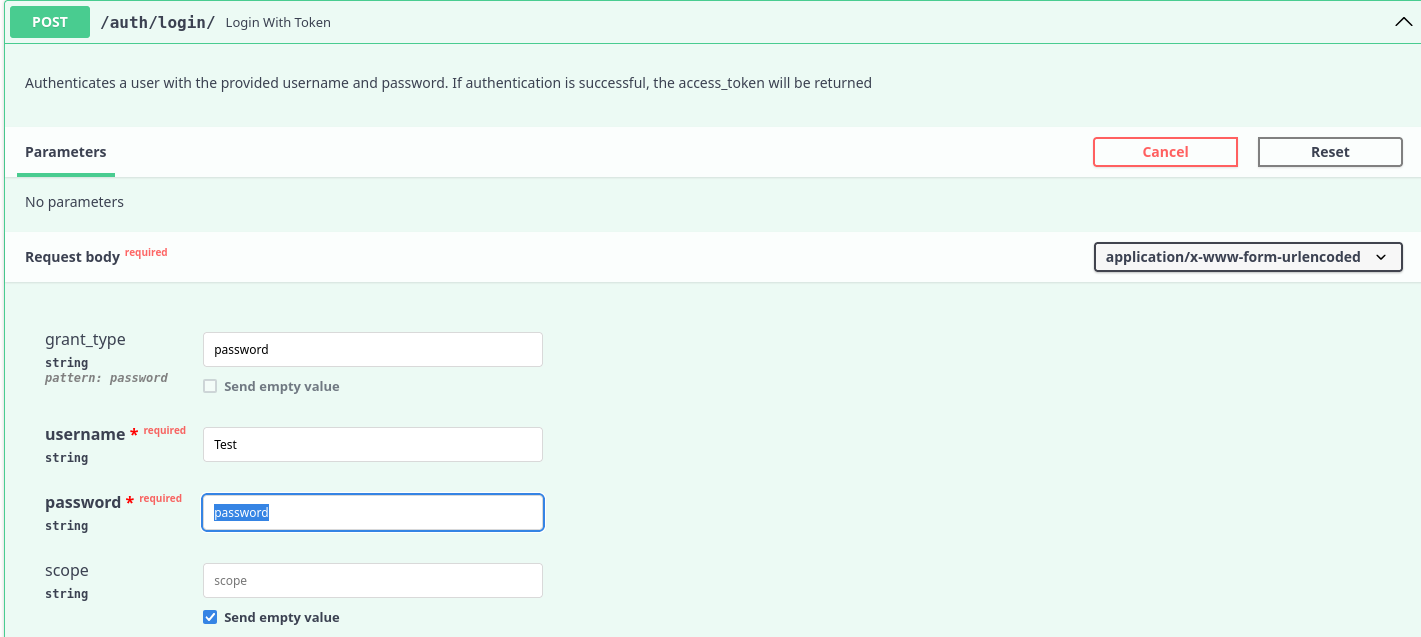 POST /auth/login/ Login With Token
Authenticates a user with the provided username and password. If authentication is successful, the access_token will be returned
Parameters
Cancel
Reset
No parameters
Request body required
application/x-www-form-urlencoded
grant_type
string
pattern: password
password
Send empty value
username * required
string
Test
password * required
string
password
scope
string
scope
Send empty value